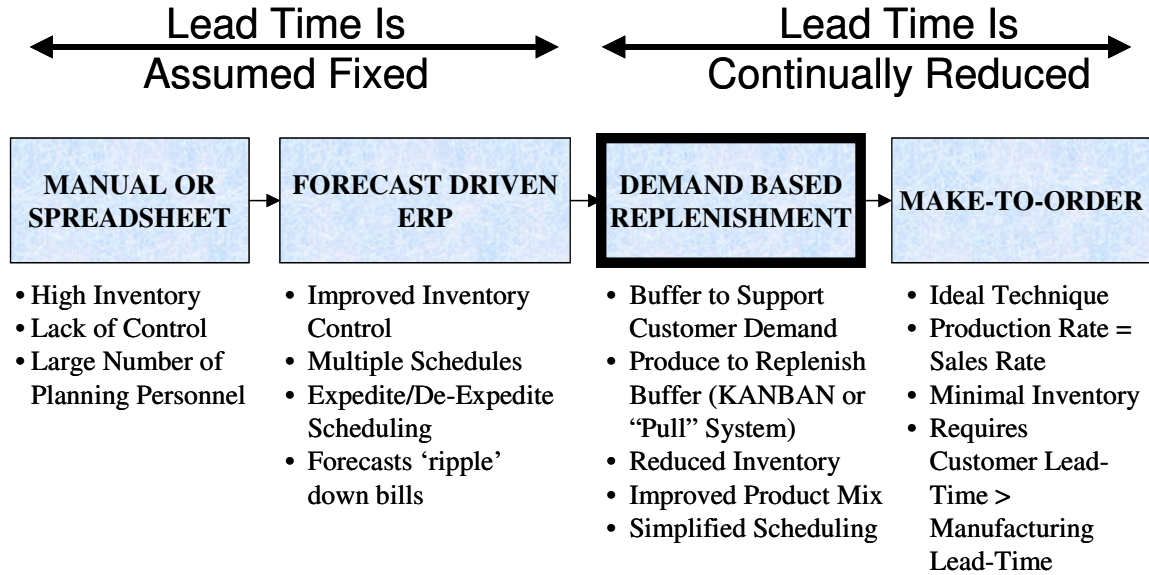 Lead Time Is
Assumed Fixed
Lead Time Is
Continually Reduced
MANUAL OR
SPREADSHEET
FORECAST DRIVEN
ERP
DEMAND BASED
REPLENISHMENT
MAKE-TO-ORDER
• High Inventory
• Lack of Control
• Large Number of
Planning Personnel
• Improved Inventory
Control
• Multiple Schedules
• Expedite/De-Expedite
Scheduling
• Forecasts ‘ripple’
down bills
• Buffer to Support
Customer Demand
• Produce to Replenish
Buffer (KANBAN or
“Pull” System)
• Reduced Inventory
• Improved Product Mix
• Simplified Scheduling
• Ideal Technique
• Production Rate =
Sales Rate
• Minimal Inventory
• Requires
Customer Lead-
Time >
Manufacturing
Lead-Time